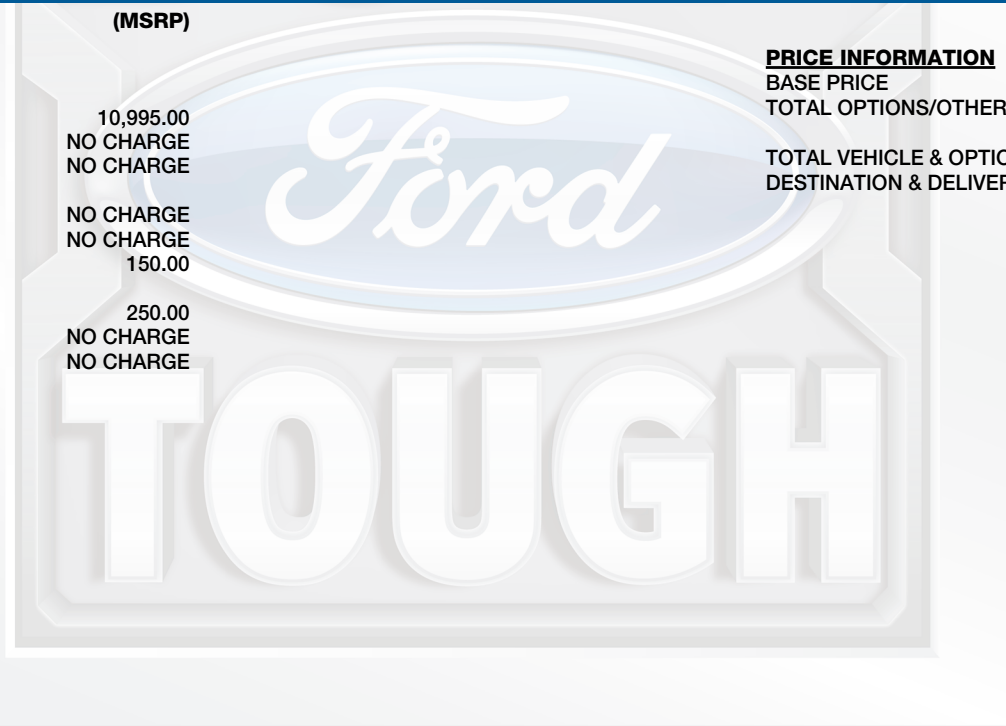 (MSRP)
10,995.00
NO CHARGE
NO CHARGE
NO CHARGE
NO CHARGE
150.00
250.00
NO CHARGE
NO CHARGE
PRICE INFORMATION
BASE PRICE
TOTAL OPTIONS/OTHER
TOTAL VEHICLE & OPTIO
DESTINATION & DELIVER
Ford
TOUGH